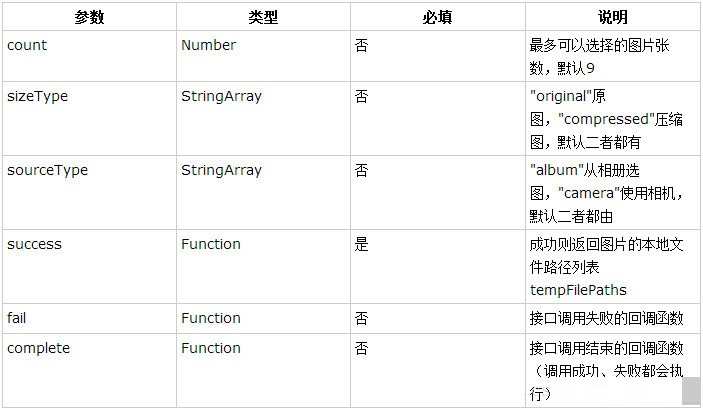 参数 类型 必填 说明
count Number 否 最多可以选择的图片张
数，默认9
sizeType StringArray 否 "original"原
图，"compressed"压缩
图，默认二者都有
sourceType StringArray 否 "album"从相册选
图，"camera"使用相机，
默认二者都由
success Function 是 成功则返回图片的本地文
件路径列表
tempFilePaths
fail Function 否 接口调用失败的回调函数
complete Function 否 接口调用结束的回调函数
（调用成功、失败都会执
行）